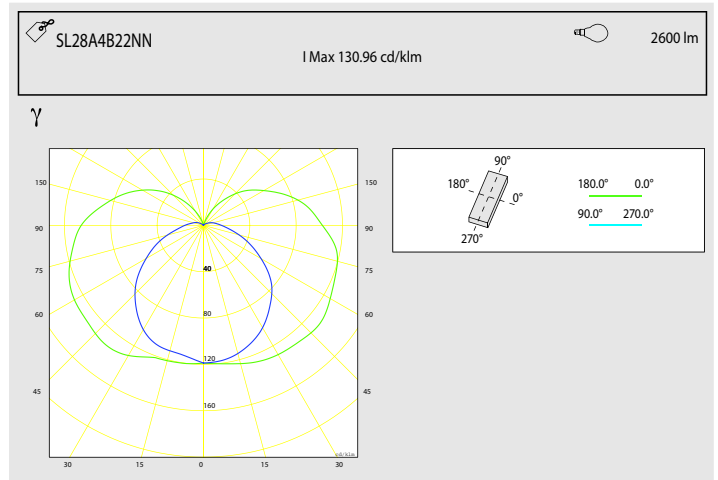 SL28A4B22NN
I Max 130.96 cd/klm
2600 lm
γ
150 150
90 90
75 75
60 60
45 45
40
80
120
160
cd/klm
30 15 0 15 30
90°
180° 0°
270°
180.0° 0.0°
90.0° 270.0°